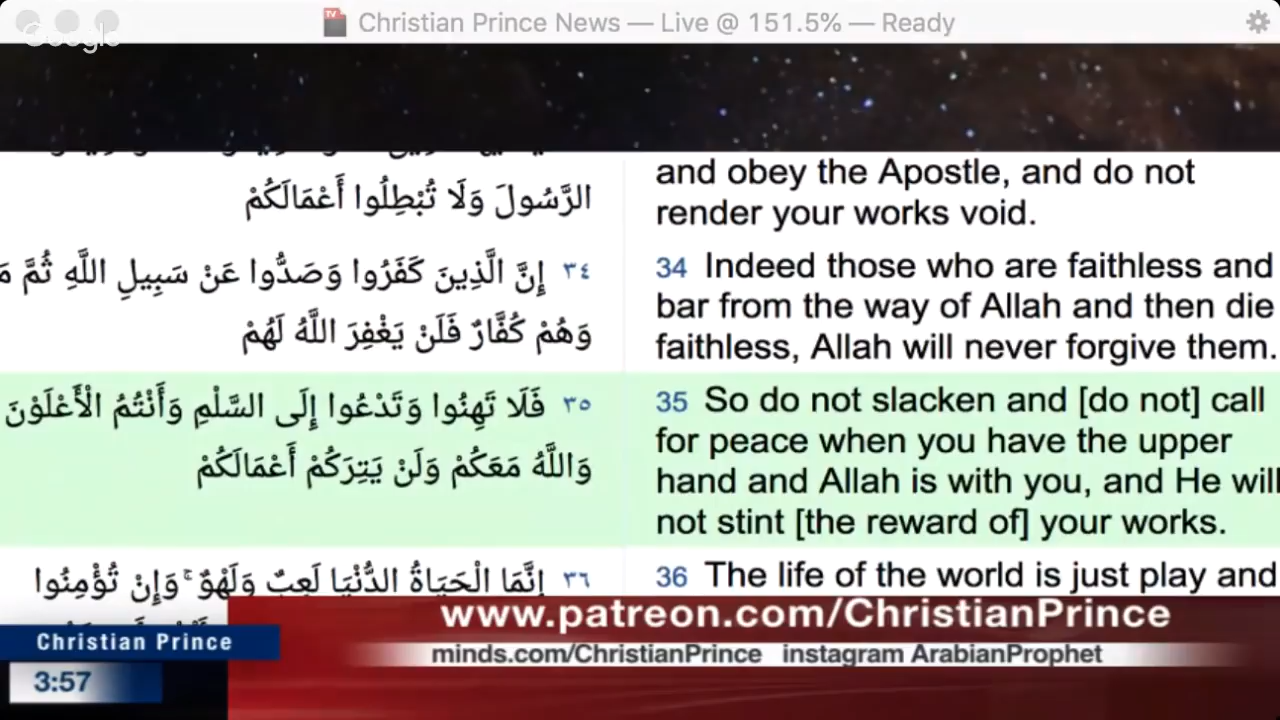 Christian Prince News — Live @ 151.5% — Ready
Google
الرَّسُولَ وَلَا تُبْطِلُوا أَعْمَالَكُمْ
٣٤ إِنَّ الَّذِينَ كَفَرُوا وَصَدُّوا عَنْ سَبِيلِ اللَّهِ ثُمَّ
وَهُمْ كُفَّارٌ فَلَنْ يَغْفِرَ اللَّهُ لَهُمْ
٣٥ فَلَا تَهِنُوا وَتَدْعُوا إِلَى السَّلْمِ وَأَنْتُمُ الْأَعْلَوْنَ
وَاللَّهُ مَعَكُمْ وَلَنْ يَتِرَكُمْ أَعْمَالَكُمْ
٣٦ إِنَّمَا الْحَيَاةُ الدُّنْيَا لَعِبٌ وَلَهْوٌ ۚ وَإِنْ تُؤْمِنُوا
and obey the Apostle, and do not
render your works void.
34 Indeed those who are faithless and
bar from the way of Allah and then die
faithless, Allah will never forgive them.
35 So do not slacken and [do not] call
for peace when you have the upper
hand and Allah is with you, and He will
not stint [the reward of] your works.
36 The life of the world is just play and
www.patreon.com/ChristianPrince
Christian Prince
minds.com/ChristianPrince instagram ArabianProphet
3:57